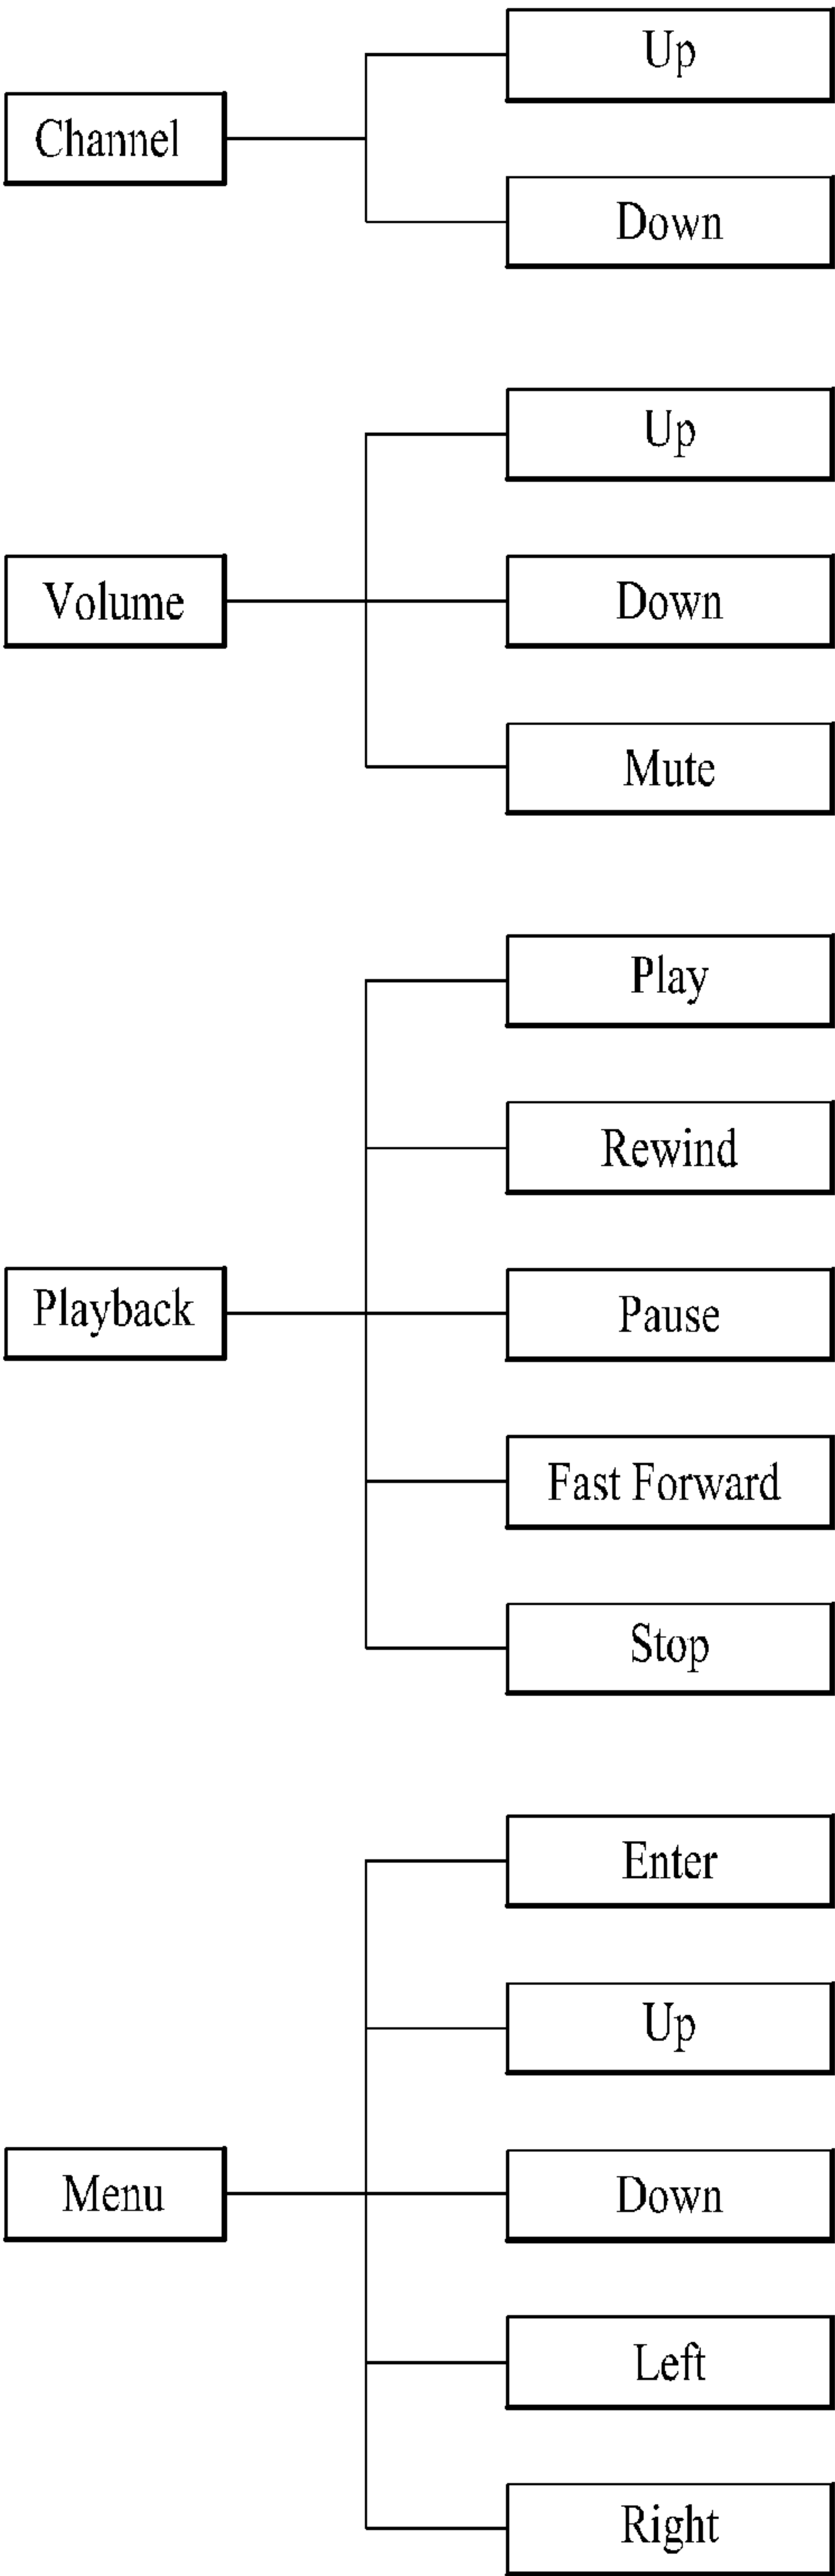 Channel
Up
Down
Volume
Up
Down
Mute
Playback
Play
Rewind
Pause
Fast Forward
Stop
Menu
Enter
Up
Down
Left
Right